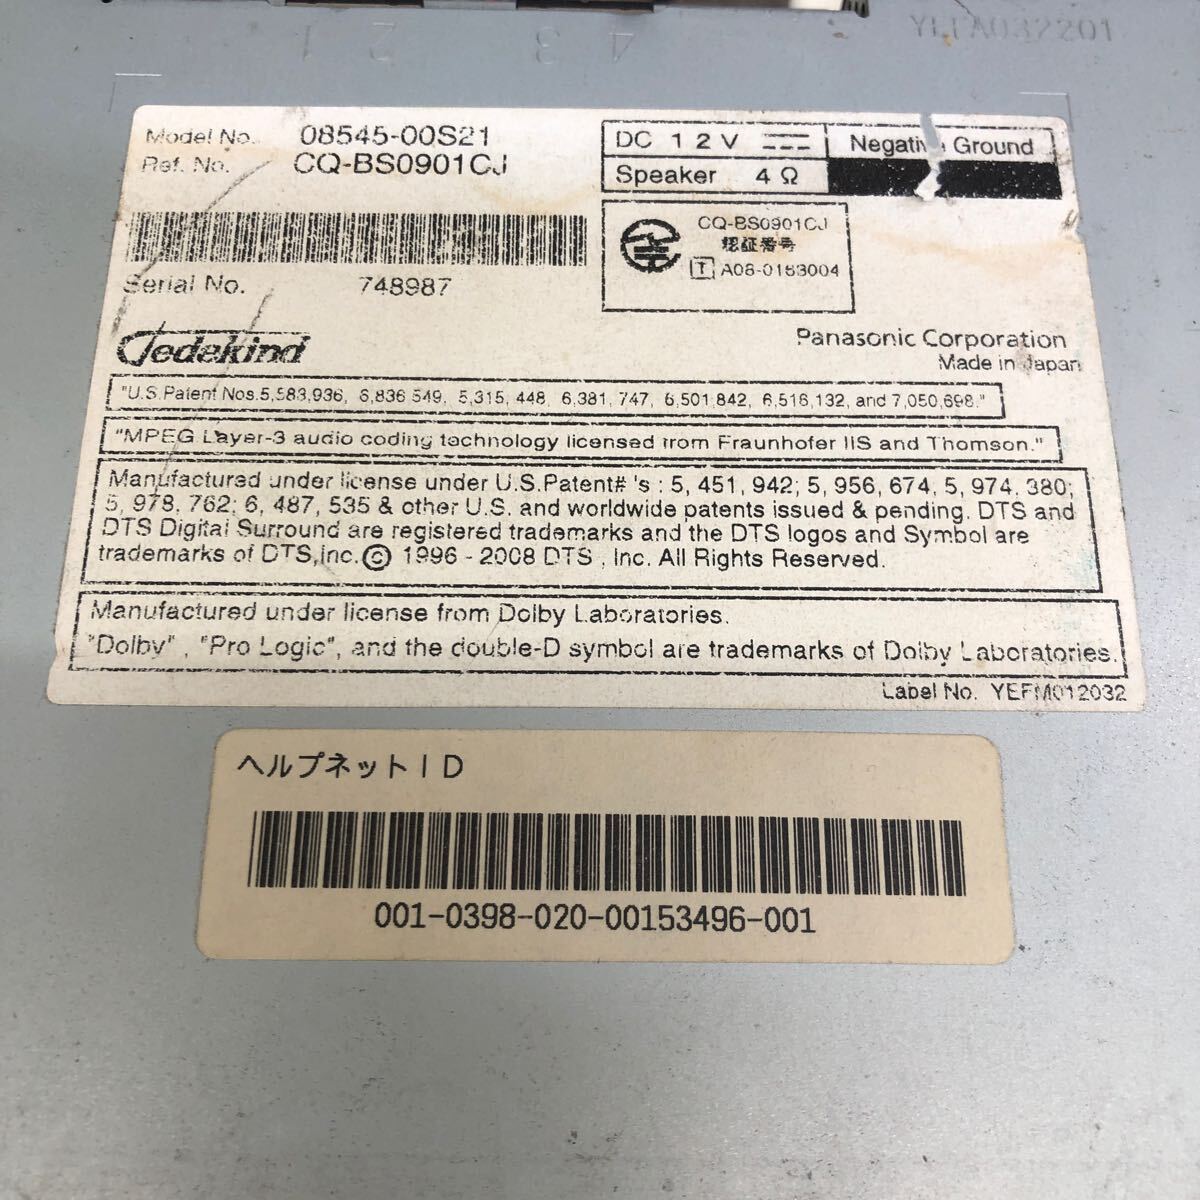 1 2 3 4
YEFA032201
Model No. 08545-00S21
Ref. No. CQ-BS0901CJ
DC 12V Negative Ground
Speaker 4Ω
CQ-BS0901CJ
認証番号
T A08-0163004
Serial No. 748987
Gedekind
Panasonic Corporation
Made in Japan
"U.S.Patent Nos.5,583,936, 6,836,549, 5,315,448, 6,381,747, 6,501,842, 6,516,132, and 7,050,698."
"MPEG Layer-3 audio coding technology licensed from Fraunhofer IIS and Thomson."
Manufactured under license under U.S.Patent# 's : 5, 451, 942; 5, 956, 674, 5, 974, 380;
5, 978, 762; 6, 487, 535 & other U.S. and worldwide patents issued & pending. DTS and
DTS Digital Surround are registered trademarks and the DTS logos and Symbol are
trademarks of DTS,Inc. © 1996 - 2008 DTS , Inc. All Rights Reserved.
Manufactured under license from Dolby Laboratories.
"Dolby" , "Pro Logic", and the double-D symbol are trademarks of Dolby Laboratories.
Label No. YEFM012032
ヘルプネットID
001-0398-020-00153496-001